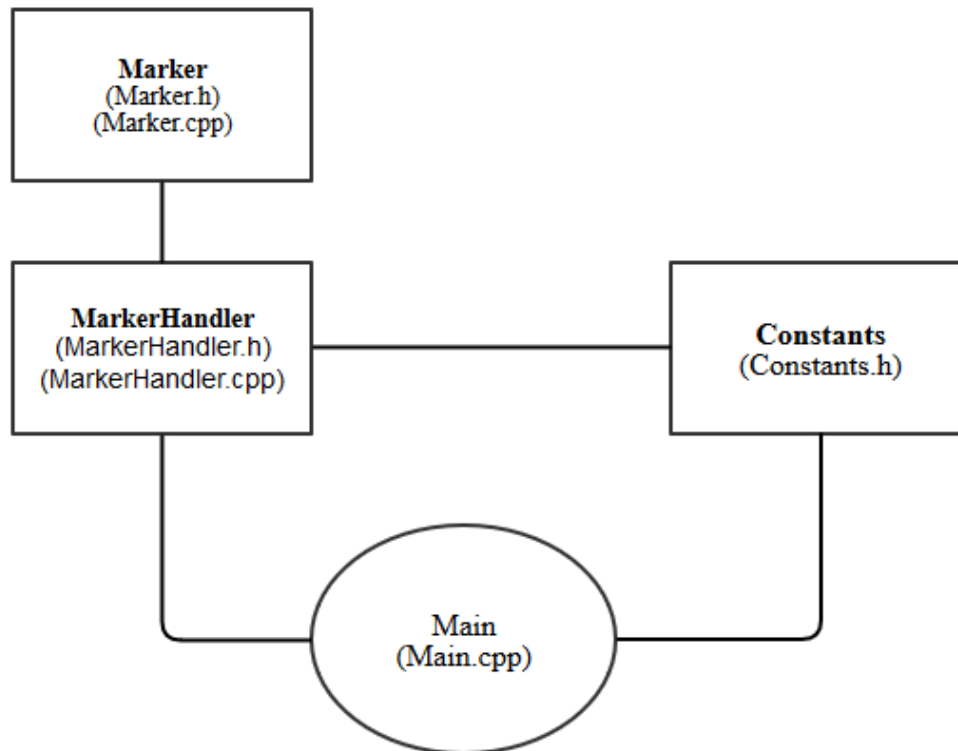 Marker
(Marker.h)
(Marker.cpp)
MarkerHandler
(MarkerHandler.h)
(MarkerHandler.cpp)
Constants
(Constants.h)
Main
(Main.cpp)